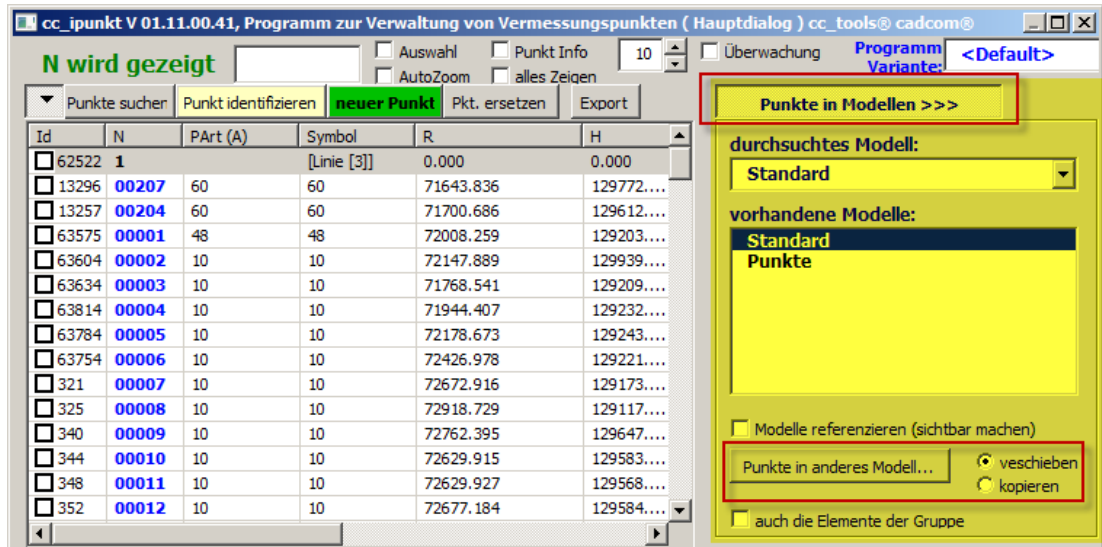 cc_ipunkt V 01.11.00.41, Programm zur Verwaltung von Vermessungspunkten ( Hauptdialog ) cc_tools® cadcom®
N wird gezeigt
Auswahl Punkt Info 10 Überwachung
AutoZoom alles Zeigen
Programm Variante: <Default>
Punkte suchen Punkt identifizieren neuer Punkt Pkt. ersetzen Export
Id N PArt (A) Symbol R H
62522 1 [Linie [3]] 0.000 0.000
13296 00207 60 60 71643.836 129772....
13257 00204 60 60 71700.686 129612....
63575 00001 48 48 72008.259 129203....
63604 00002 10 10 72147.889 129939....
63634 00003 10 10 71768.541 129209....
63814 00004 10 10 71944.407 129232....
63784 00005 10 10 72178.673 129243....
63754 00006 10 10 72426.978 129221....
321 00007 10 10 72672.916 129173....
325 00008 10 10 72918.729 129117....
340 00009 10 10 72762.395 129647....
344 00010 10 10 72629.915 129583....
348 00011 10 10 72629.927 129568....
352 00012 10 10 72677.184 129584....
Punkte in Modellen >>>
durchsuchtes Modell:
Standard
vorhandene Modelle:
Standard
Punkte
Modelle referenzieren (sichtbar machen)
Punkte in anderes Modell...
veschieben
kopieren
auch die Elemente der Gruppe